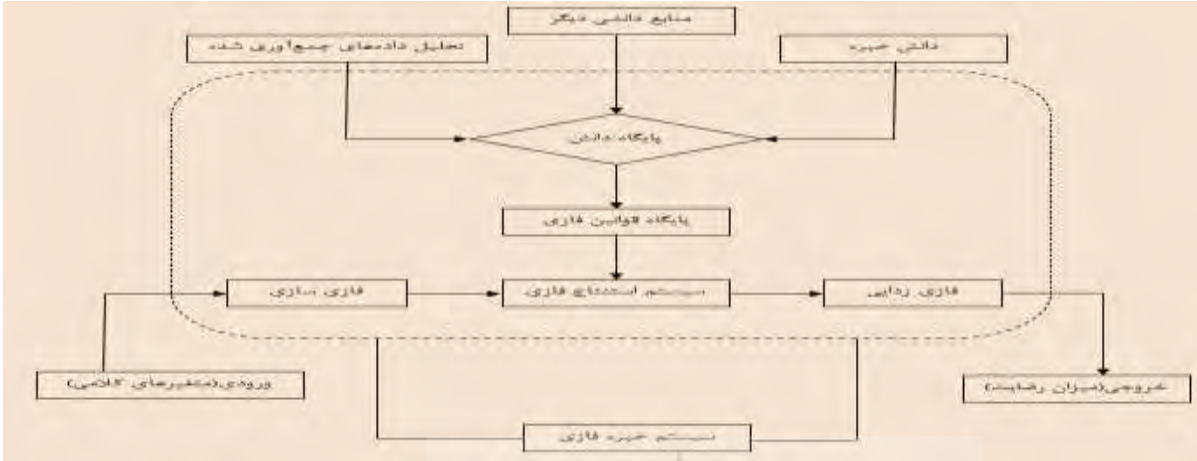 منابع دانشی دیگر
تحلیل داده‌های جمع‌آوری شده
دانش خبره
پایگاه دانش
پایگاه قوانین فازی
فازی سازی
سیستم استنتاج فازی
فازی زدایی
ورودی(متغیرهای کلامی)
خروجی(میزان رضایت)
سیستم خبره فازی